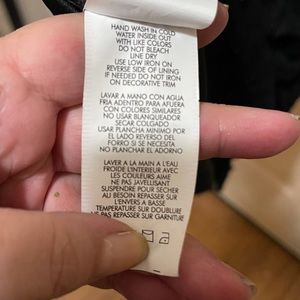 HAND WASH IN COLD
WATER INSIDE OUT
WITH LIKE COLORS
DO NOT BLEACH
LINE DRY
USE LOW IRON ON
REVERSE SIDE OF LINING
IF NEEDED DO NOT IRON
ON DECORATIVE TRIM
LAVAR A MANO CON AGUA
FRIA ADENTRO PARA AFUERA
CON COLORES SIMILARES
NO USAR BLANQUEADOR
SECAR COLGADO
USAR PLANCHA MINIMO POR
EL LADO REVERSO DEL
FORRO SI SE NECESITA
NO PLANCHAR EL ADORNO
LAVER A LA MAIN A L'EAU
FROIDE L'INTERIEUR AVEC
LES COULEURS AIME
NE PAS JAVELLISANT
SUSPENDRE POUR SECHER
AU BESOIN REPASSER SUR
L'ENVERS A BASSE
TEMPERATURE SUR DOUBLURE
NE PAS REPASSER SUR GARNITURE